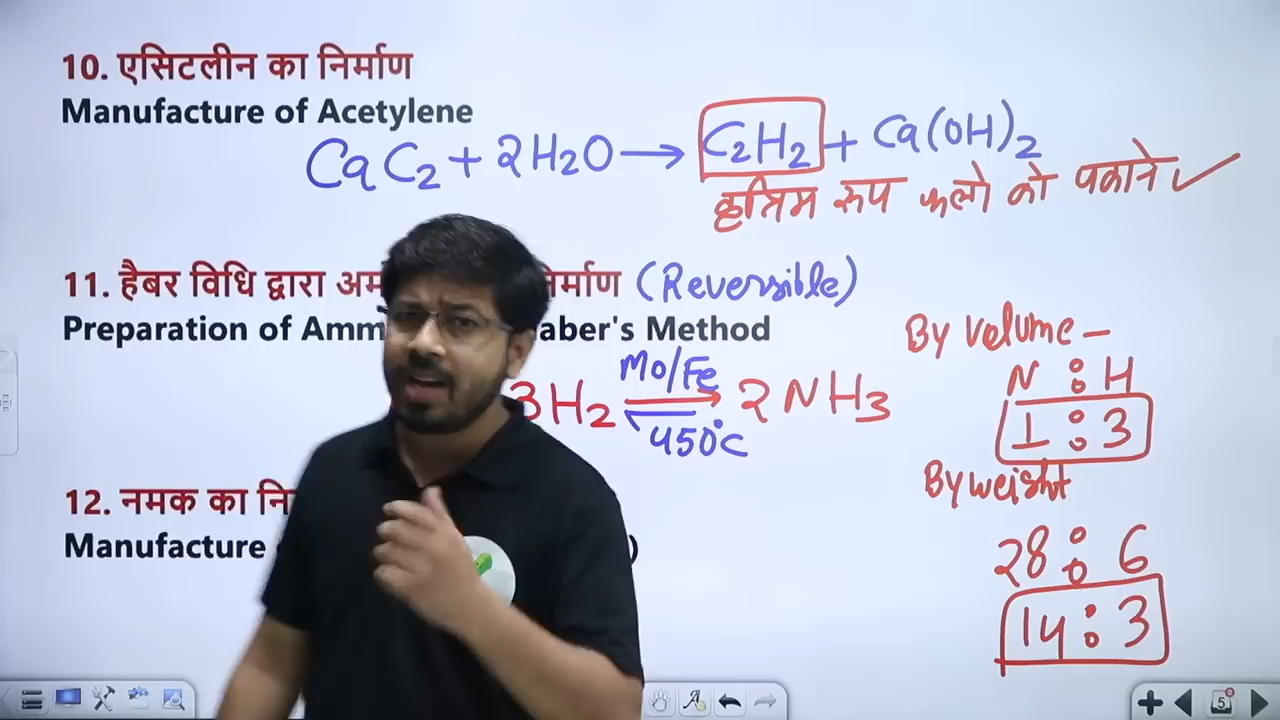 10. एसिटलीन का निर्माण
Manufacture of Acetylene
CaC2 + 2H2O → C2H2 + Ca(OH)2
कृत्रिम रूप फलो को पकाने ✓
11. हैबर विधि द्वारा अम र्माण (Reversible)
Preparation of Amm aber's Method
Mo/Fe
3H2 ⇌ 2NH3
450°C
By Volume –
N : H
1 : 3
By weight
28 : 6
14 : 3
12. नमक का नि
Manufacture
5